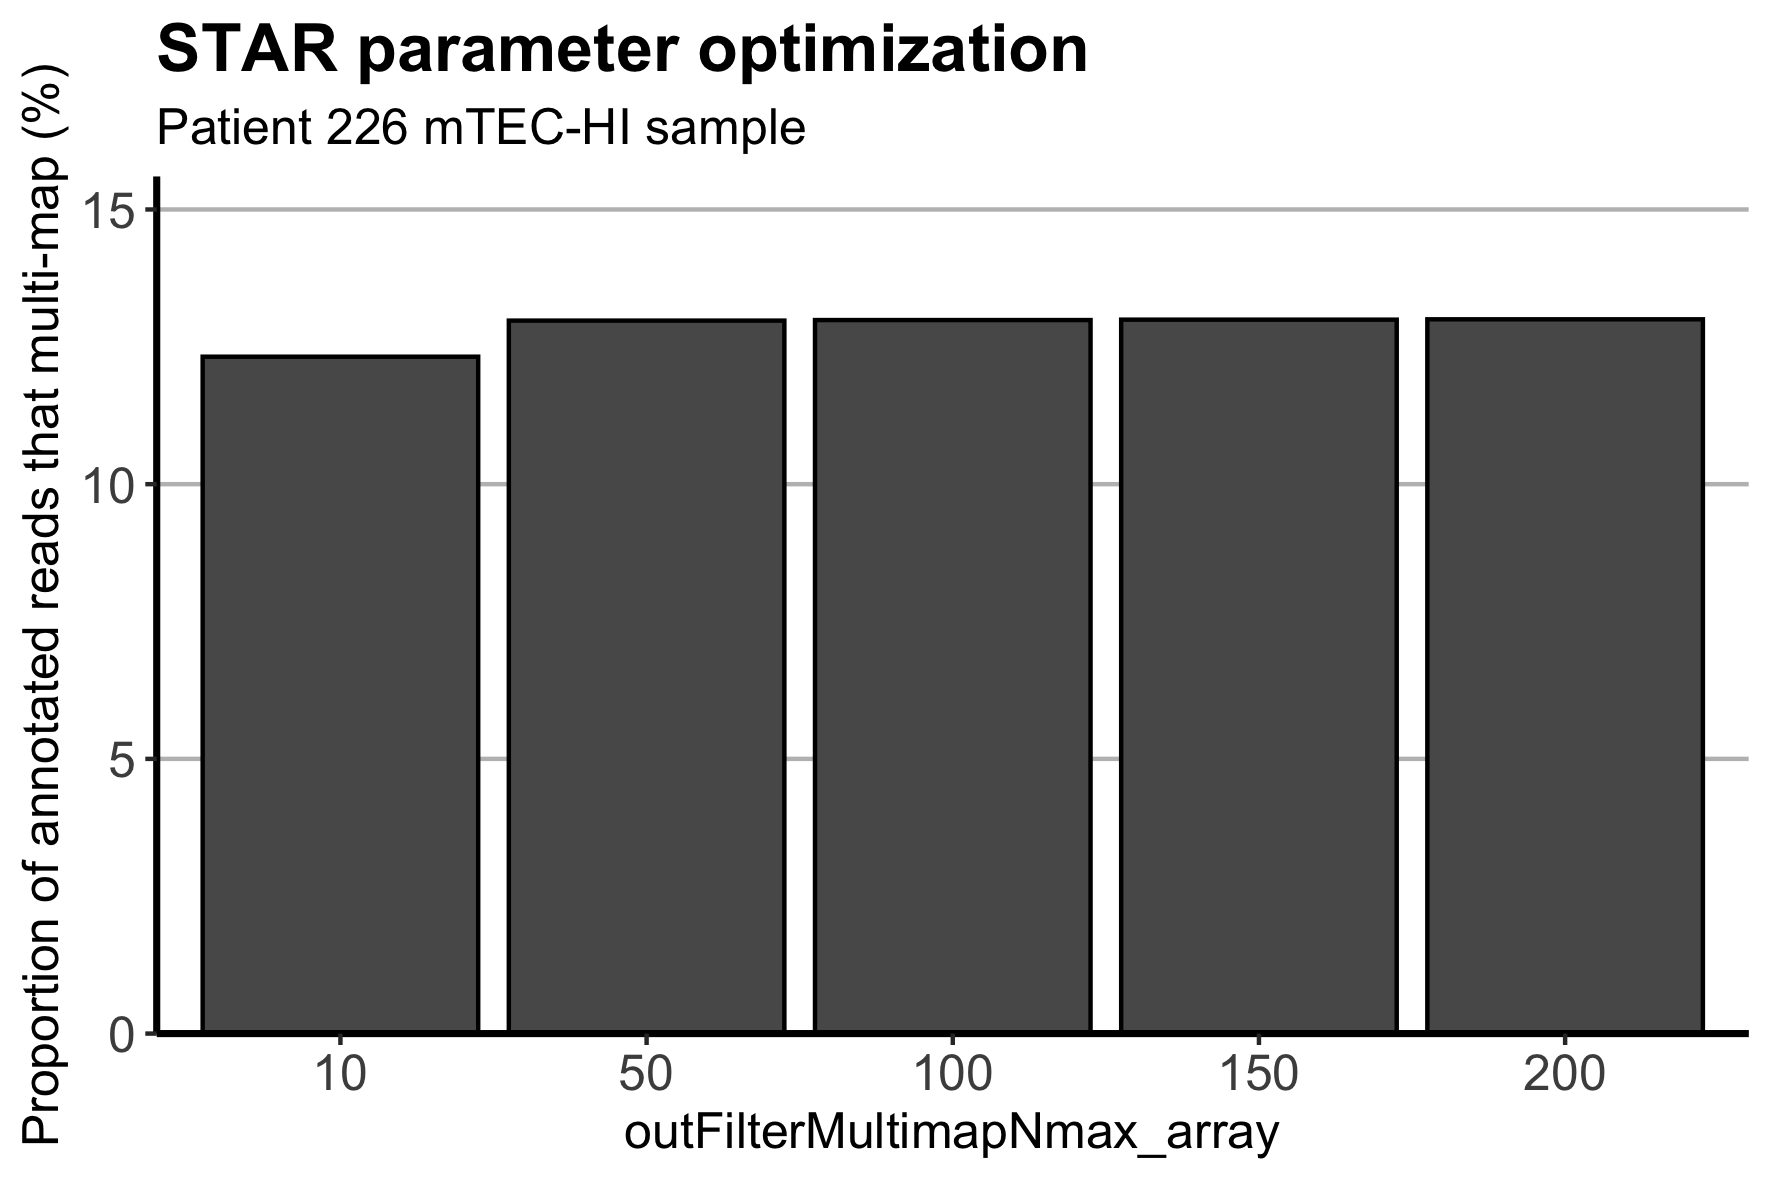 STAR parameter optimization
Patient 226 mTEC-HI sample
Proportion of annotated reads that multi-map (%)
15
10
5
0
10 50 100 150 200
outFilterMultimapNmax_array